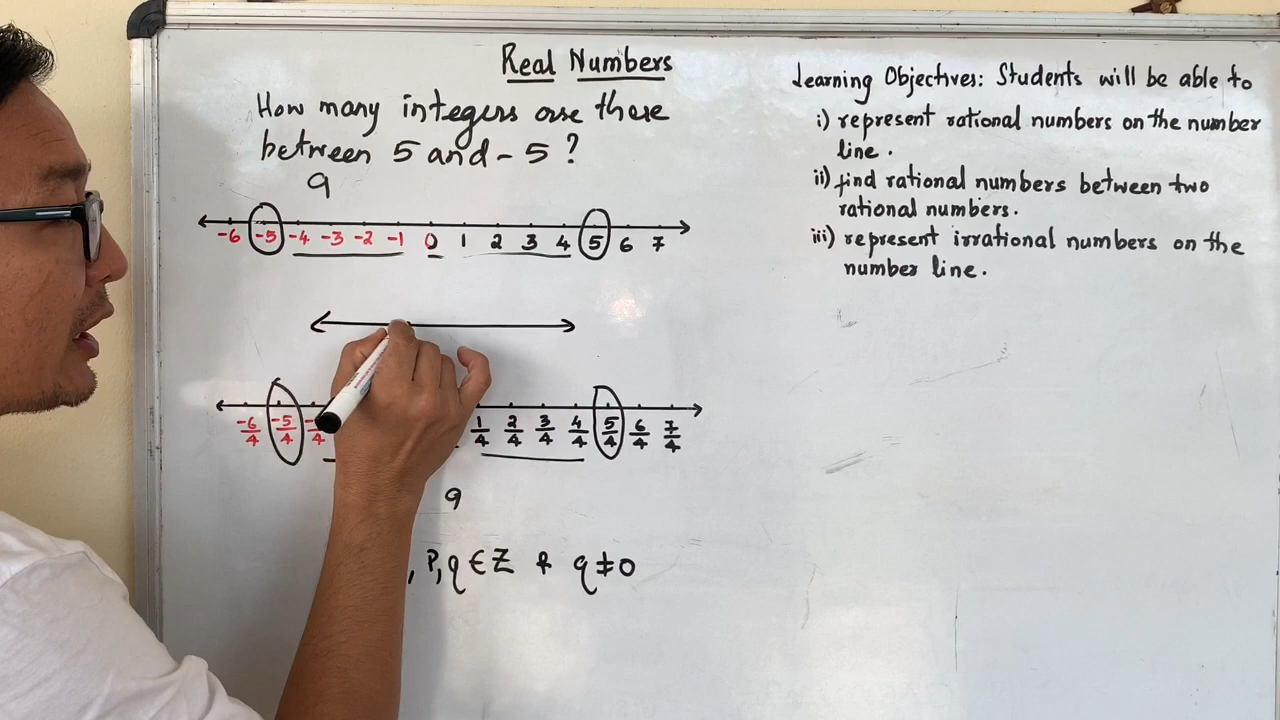 Real Numbers
How many integers are there
between 5 and -5 ?
9
-6 -5 -4 -3 -2 -1 0 1 2 3 4 5 6 7
-6/4 -5/4 1/4 2/4 3/4 4/4 5/4 6/4 7/4
9
, P,q ∈ Z & q≠0
Learning Objectives: Students will be able to
i) represent rational numbers on the number
line.
ii) find rational numbers between two
rational numbers.
iii) represent irrational numbers on the
number line.